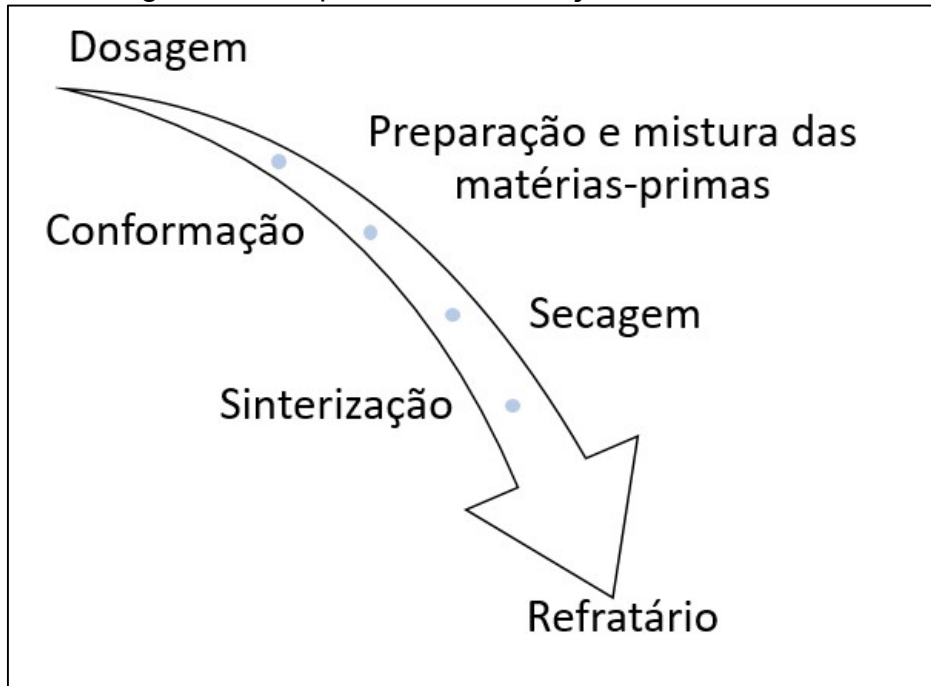 Dosagem
Preparação e mistura das
matérias-primas
Conformação
Secagem
Sinterização
Refratário